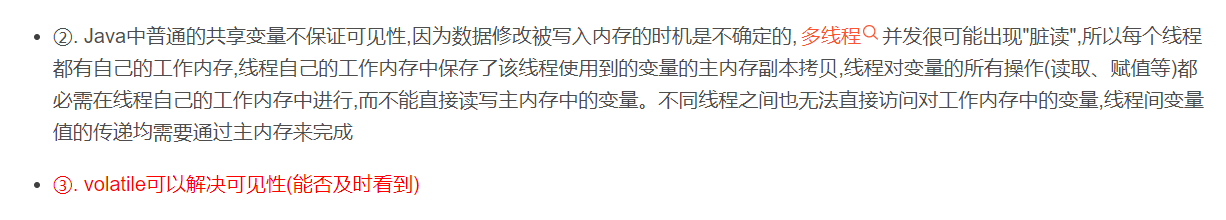 ②. Java中普通的共享变量不保证可见性,因为数据修改被写入内存的时机是不确定的,多线程并发很可能出现"脏读",所以每个线程
都有自己的工作内存,线程自己的工作内存中保存了该线程使用到的变量的主内存副本拷贝,线程对变量的所有操作(读取、赋值等)都
必需在线程自己的工作内存中进行,而不能直接读写主内存中的变量。不同线程之间也无法直接访问对工作内存中的变量,线程间变量
值的传递均需要通过主内存来完成
③. volatile可以解决可见性(能否及时看到)